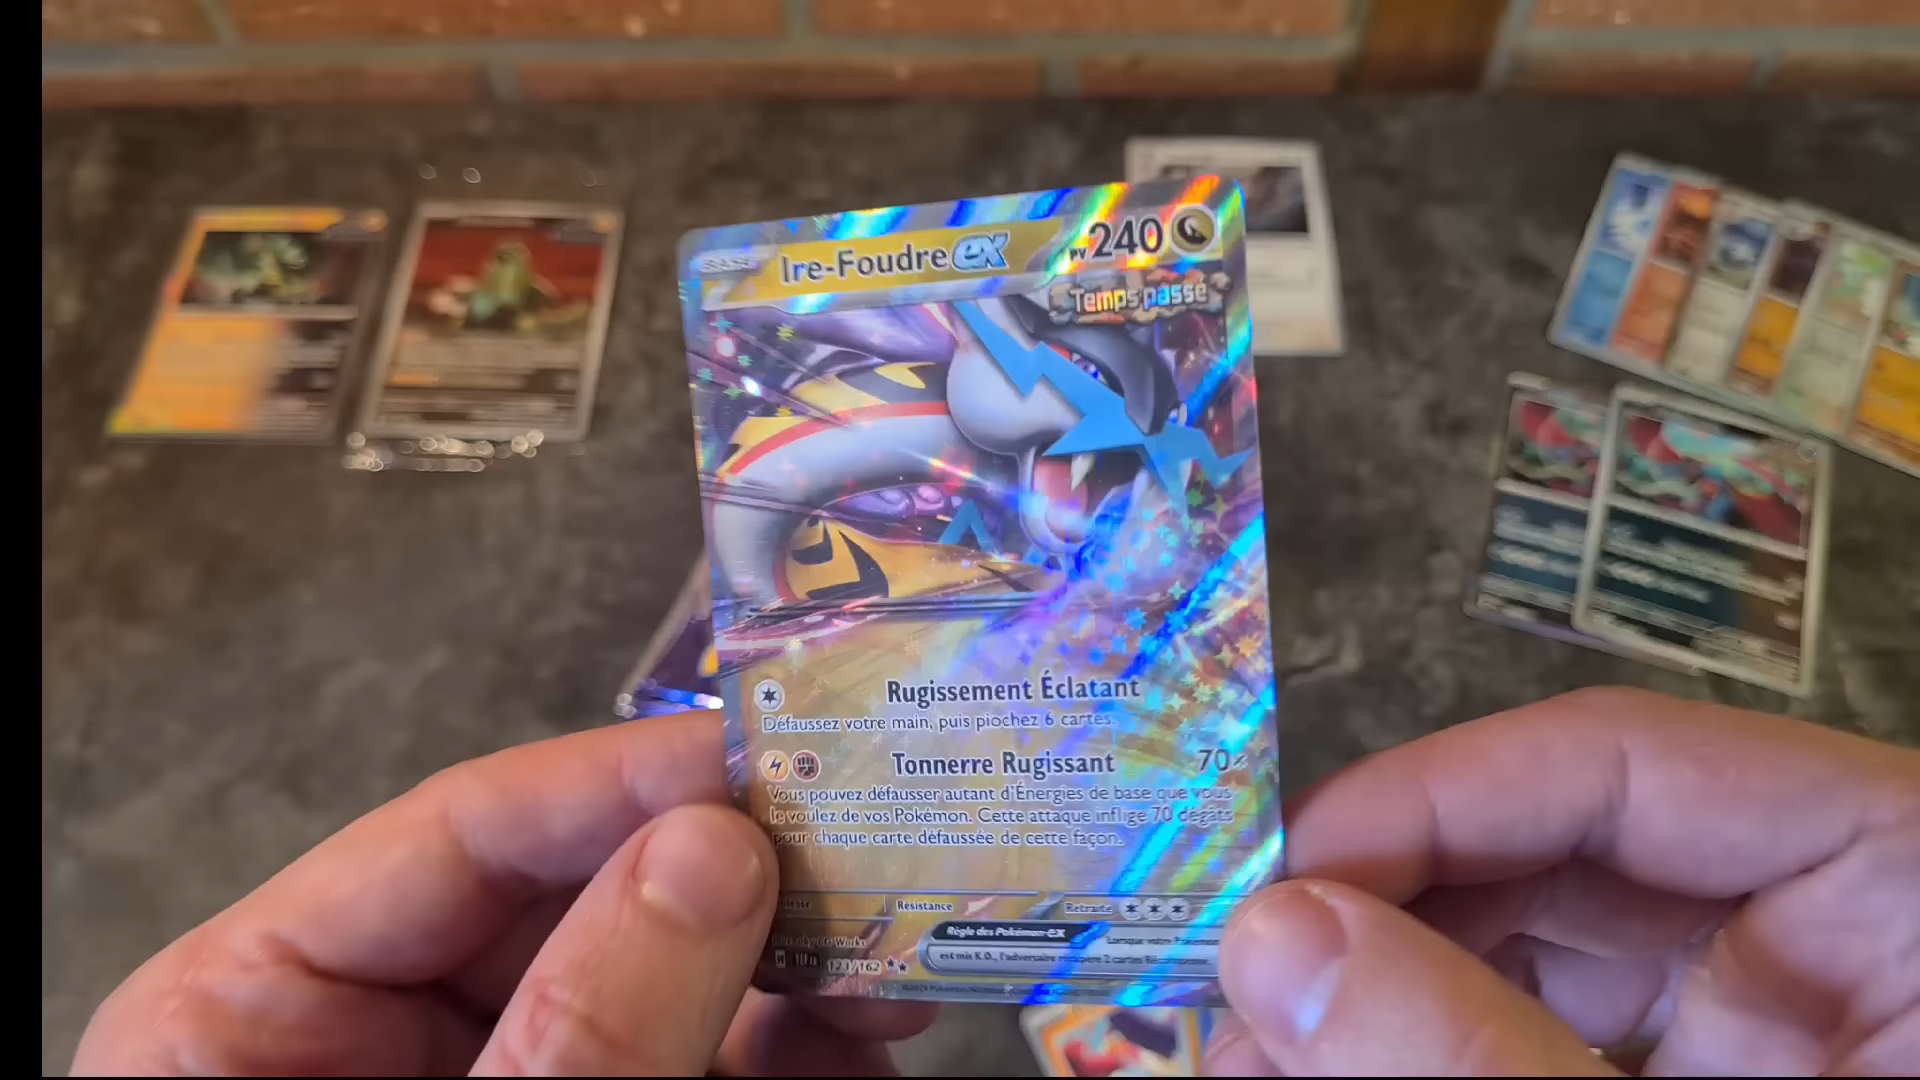 BASE Ire-Foudre ex PV 240
Temps passé
Rugissement Éclatant
Défaussez votre main, puis piochez 6 cartes.
Tonnerre Rugissant 70×
Vous pouvez défausser autant d'Énergies de base que vous
le voulez de vos Pokémon. Cette attaque inflige 70 dégâts
pour chaque carte défaussée de cette façon.
Résistance Retraite
Règle des Pokémon-ex Lorsque votre Pokémon-
est mis K.O., l'adversaire récupère 2 cartes Récompense.
123/162